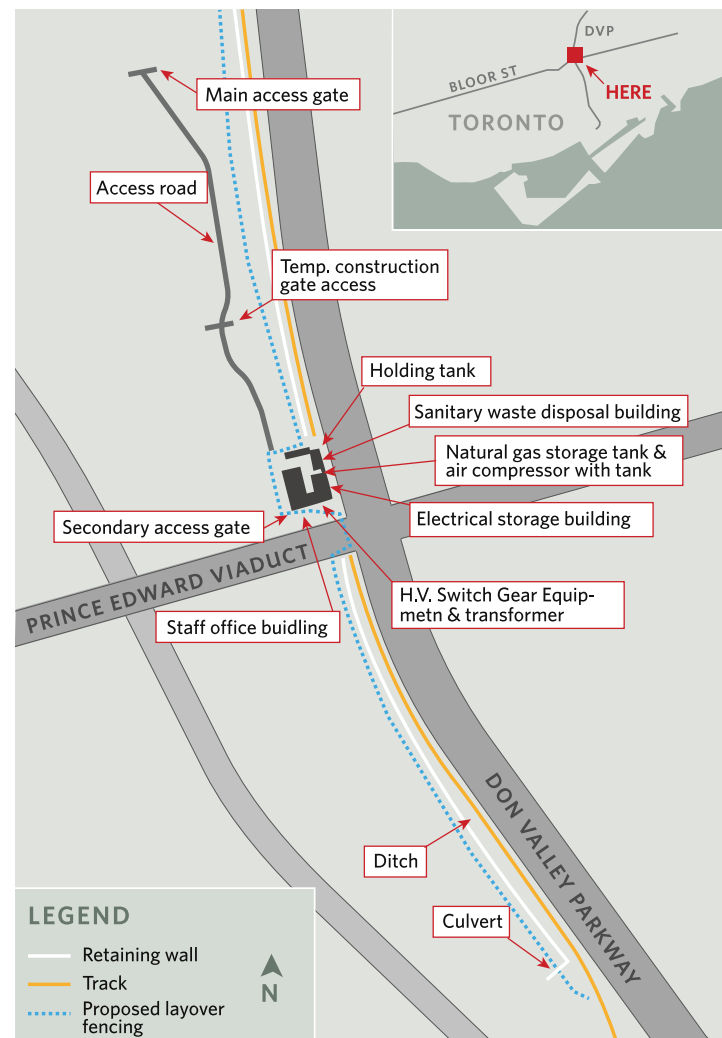 DVP
BLOOR ST
HERE
TORONTO
Main access gate
Access road
Temp. construction
gate access
Holding tank
Sanitary waste disposal building
Natural gas storage tank &
air compressor with tank
Electrical storage building
Secondary access gate
PRINCE EDWARD VIADUCT
H.V. Switch Gear Equip-
metn & transformer
Staff office buidling
DON VALLEY PARKWAY
Ditch
Culvert
LEGEND
Retaining wall
Track
Proposed layover
fencing
N